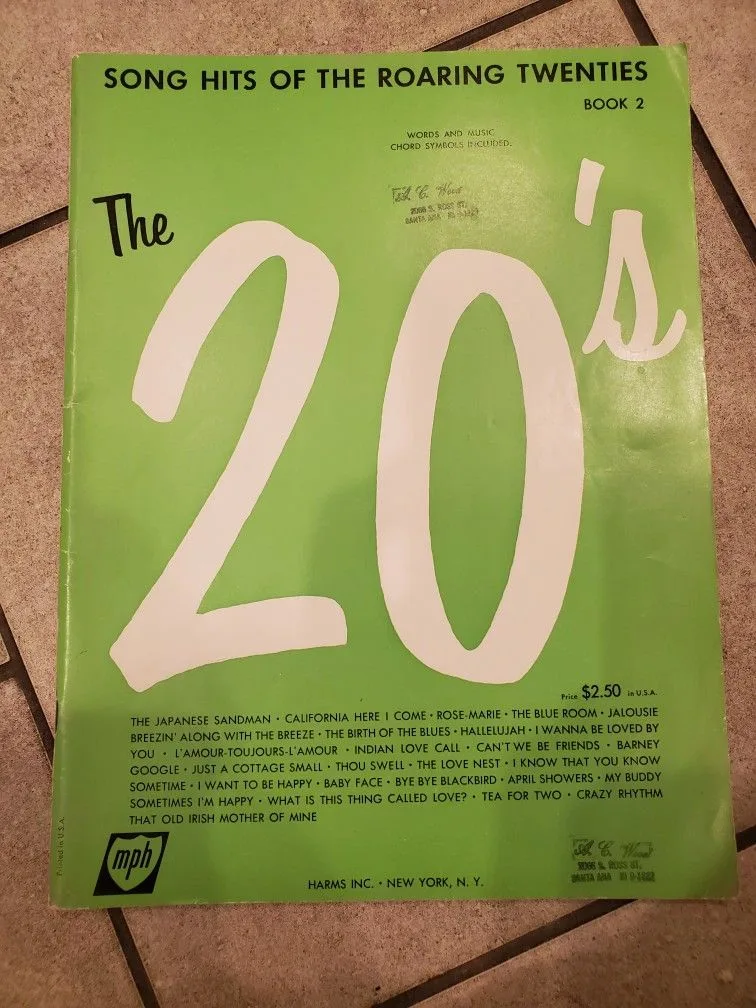 SONG HITS OF THE ROARING TWENTIES
BOOK 2
WORDS AND MUSIC
CHORD SYMBOLS INCLUDED.
The
20's
Price $2.50 in U.S.A.
THE JAPANESE SANDMAN • CALIFORNIA HERE I COME • ROSE-MARIE • THE BLUE ROOM • JALOUSIE
BREEZIN' ALONG WITH THE BREEZE • THE BIRTH OF THE BLUES • HALLELUJAH • I WANNA BE LOVED BY
YOU • L'AMOUR-TOUJOURS-L'AMOUR • INDIAN LOVE CALL • CAN'T WE BE FRIENDS • BARNEY
GOOGLE • JUST A COTTAGE SMALL • THOU SWELL • THE LOVE NEST • I KNOW THAT YOU KNOW
SOMETIME • I WANT TO BE HAPPY • BABY FACE • BYE BYE BLACKBIRD • APRIL SHOWERS • MY BUDDY
SOMETIMES I'M HAPPY • WHAT IS THIS THING CALLED LOVE? • TEA FOR TWO • CRAZY RHYTHM
THAT OLD IRISH MOTHER OF MINE
Printed in U.S.A.
mph
HARMS INC. • NEW YORK, N. Y.
ROSS ST.
SANTA ANA